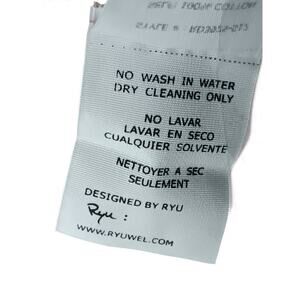 NO WASH IN WATER
DRY CLEANING ONLY
NO LAVAR
LAVAR EN SECO
CUALQUIER SOLVENTE
NETTOYER A SEC
SEULEMENT
DESIGNED BY RYU
Ryu :
WWW.RYUWEL.COM